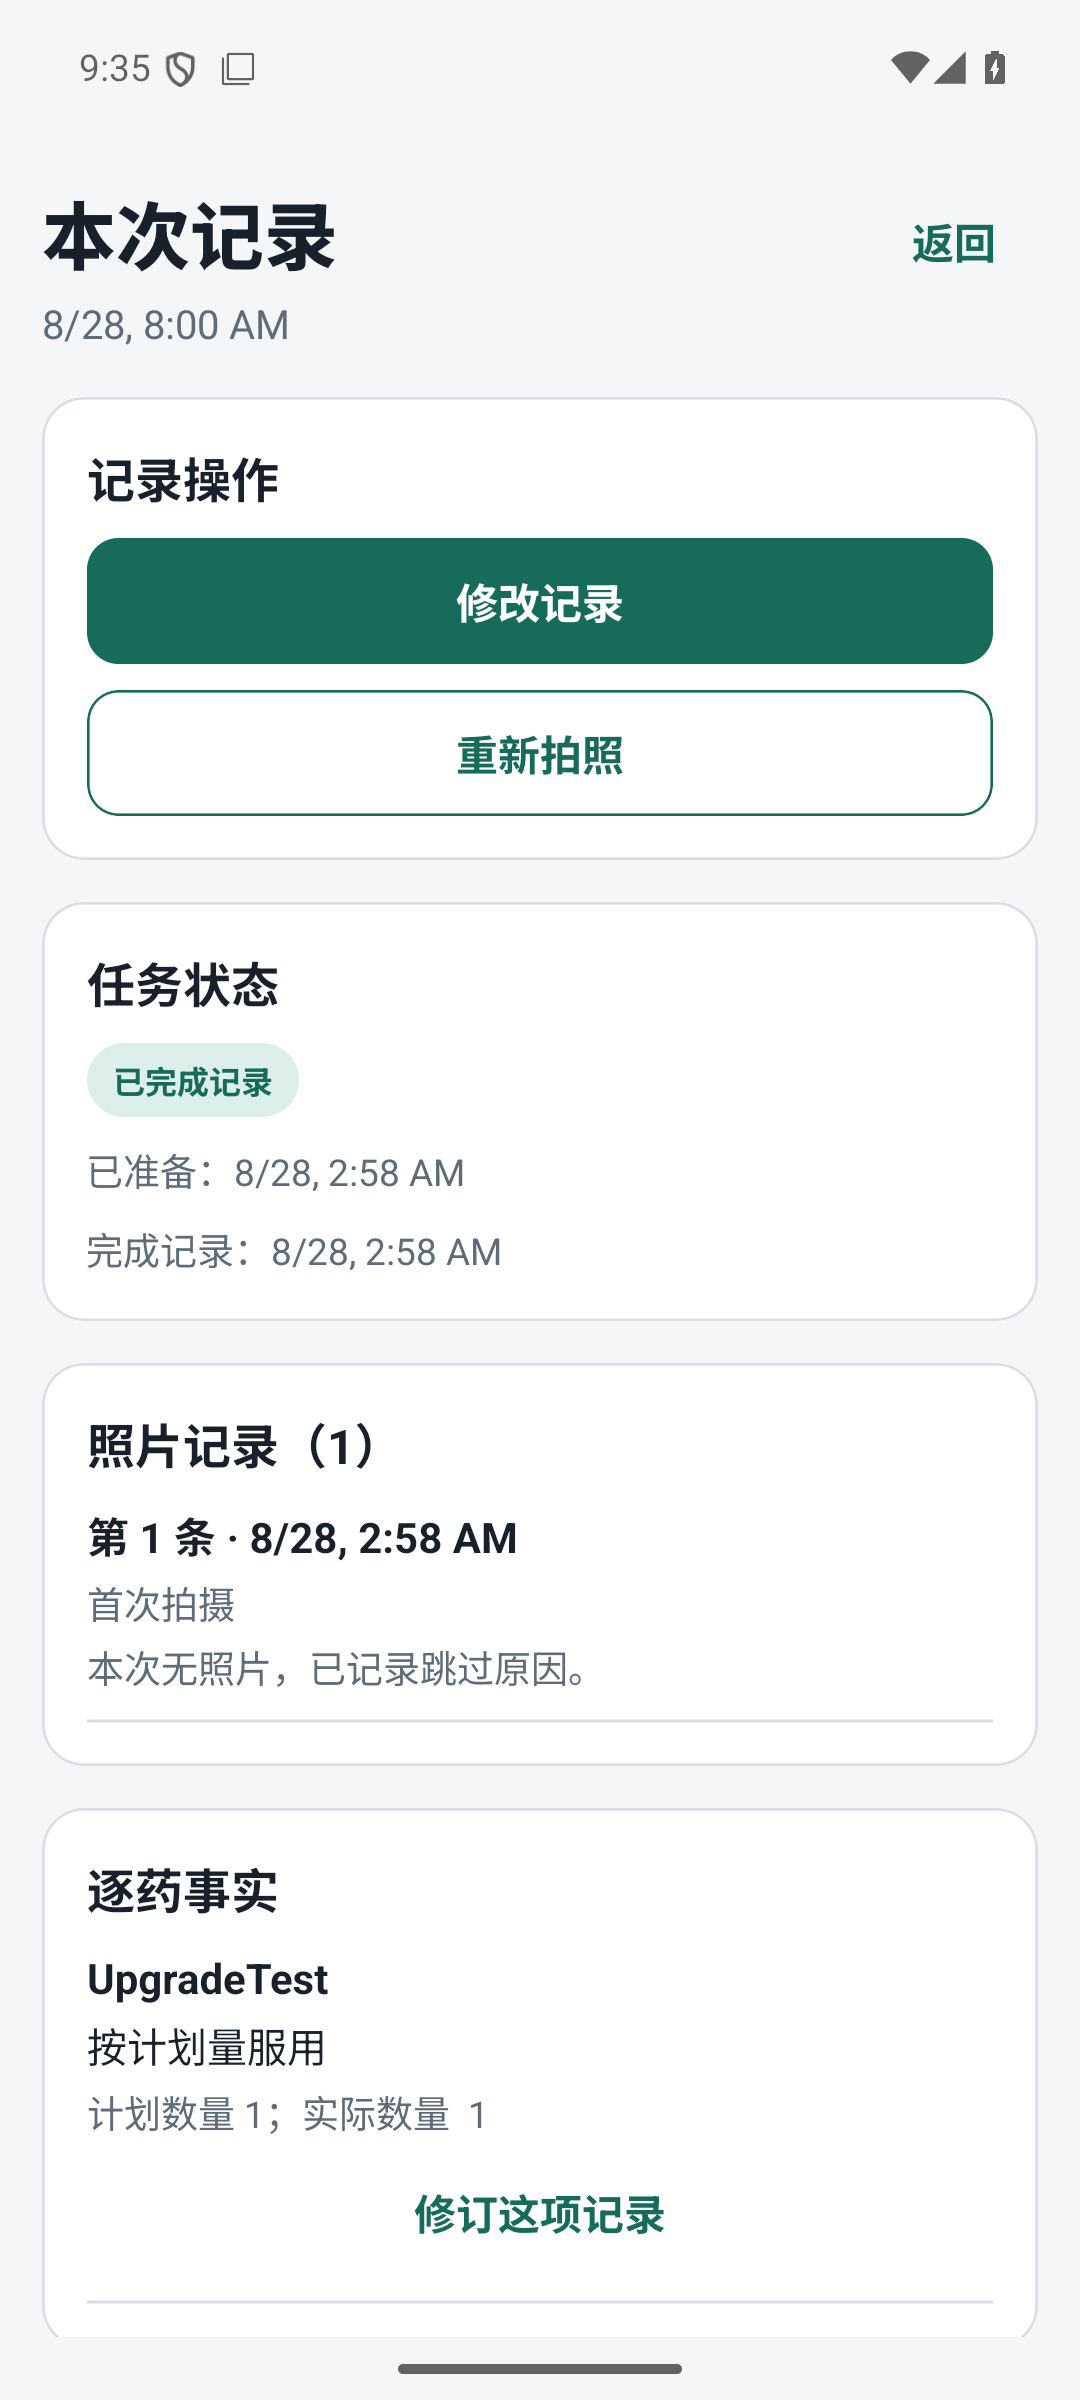 9:35
本次记录
返回
8/28, 8:00 AM
记录操作
修改记录
重新拍照
任务状态
已完成记录
已准备：8/28, 2:58 AM
完成记录：8/28, 2:58 AM
照片记录（1）
第 1 条 · 8/28, 2:58 AM
首次拍摄
本次无照片，已记录跳过原因。
逐药事实
UpgradeTest
按计划量服用
计划数量 1；实际数量 1
修订这项记录